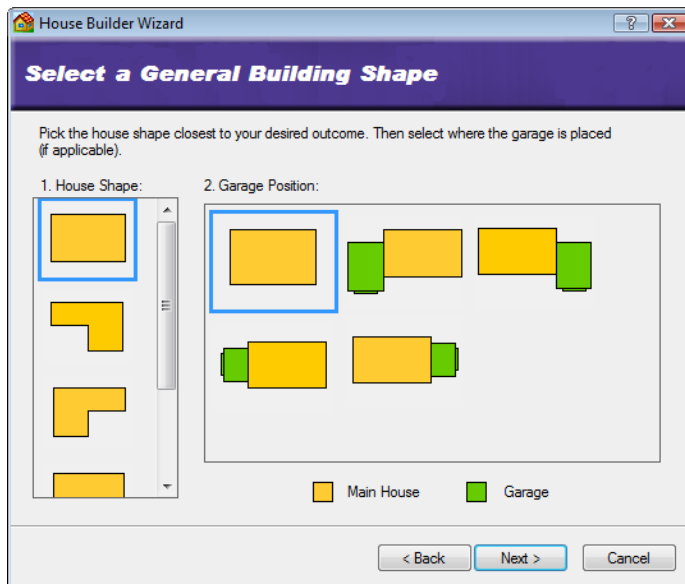 House Builder Wizard
?
Select a General Building Shape
Pick the house shape closest to your desired outcome. Then select where the garage is placed
(if applicable).
1. House Shape:
2. Garage Position:
Main House
Garage
< Back
Next >
Cancel